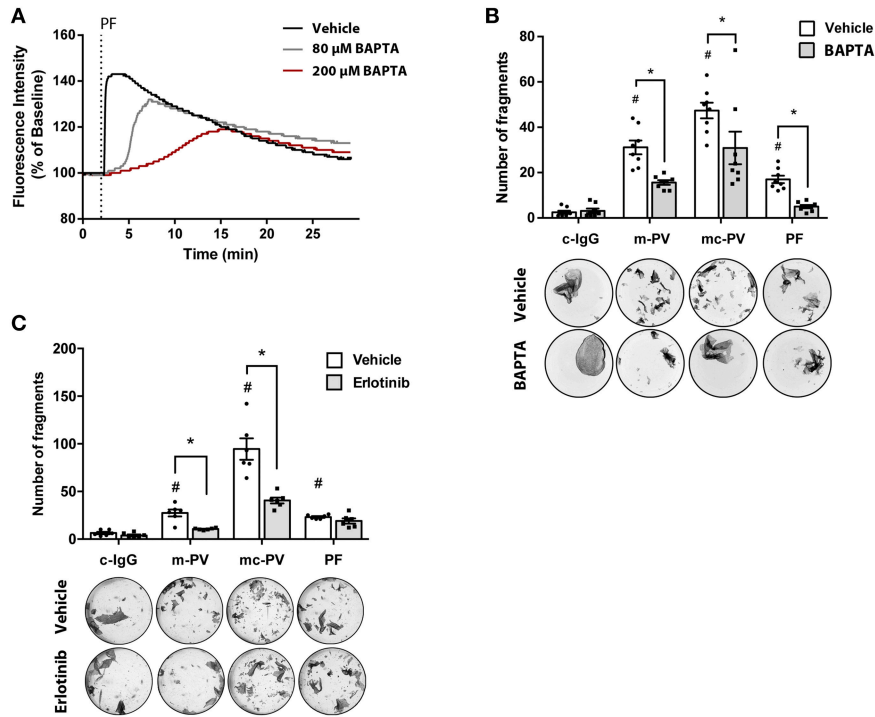 A
PF
Vehicle
80 µM BAPTA
200 µM BAPTA
160
140
120
100
80
Fluorescence Intensity
(% of Baseline)
0
5
10
15
20
25
Time (min)
B
Vehicle
BAPTA
80
60
40
20
0
Number of fragments
#
*
#
*
#
*
c-IgG
m-PV
mc-PV
PF
Vehicle
BAPTA
C
Vehicle
Erlotinib
200
150
100
50
0
Number of fragments
#
*
#
*
#
c-IgG
m-PV
mc-PV
PF
Vehicle
Erlotinib